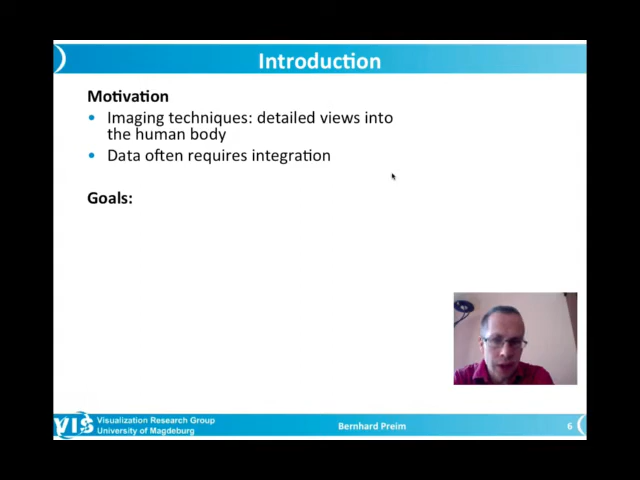 Introduction
Motivation
• Imaging techniques: detailed views into
the human body
• Data often requires integration
Goals:
VIS
Visualization Research Group
University of Magdeburg
Bernhard Preim
6